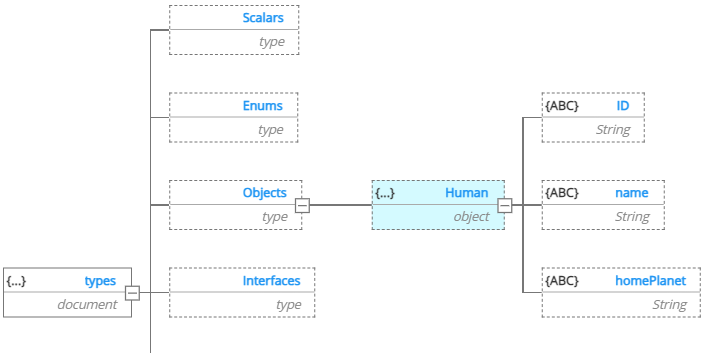 Scalars
type
Enums
type
{ABC} ID
String
Objects
type
{...} Human
object
{ABC} name
String
{...} types
document
Interfaces
type
{ABC} homePlanet
String